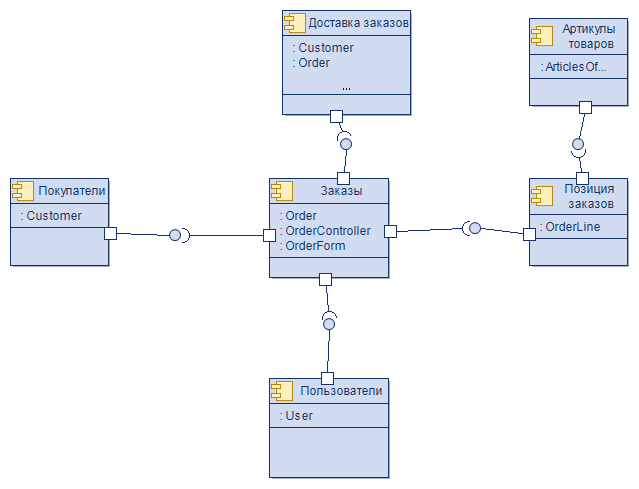 Доставка заказов
: Customer
: Order
...
Артикулы
товаров
: ArticlesOf...
Покупатели
: Customer
Заказы
: Order
: OrderController
: OrderForm
Позиция
заказов
: OrderLine
Пользователи
: User